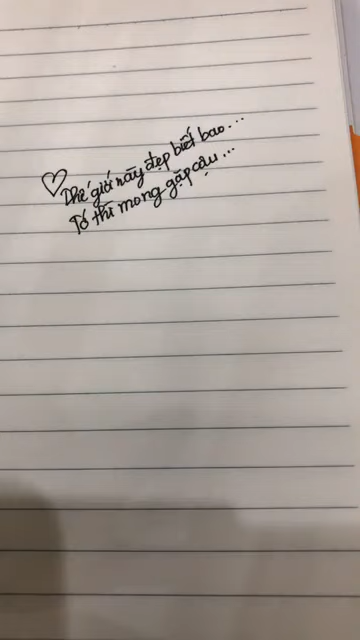 ♡ Thế giới này đẹp biết bao...
Tớ thì mong gặp cậu...